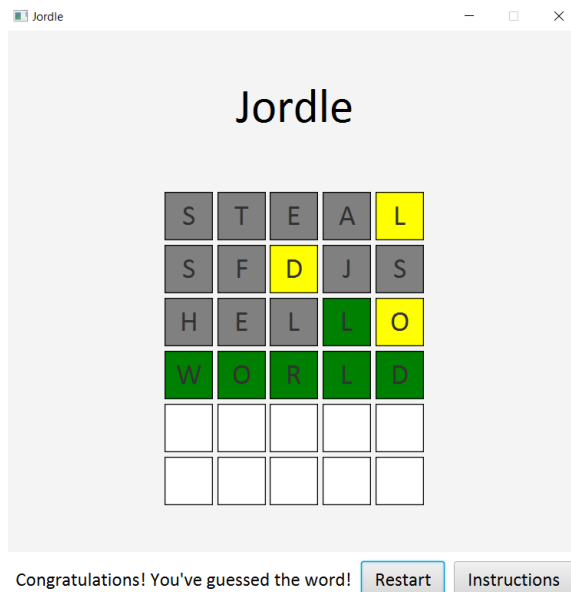 Jordle
Jordle
S T E A L
S F D J S
H E L L O
W O R L D
Congratulations! You've guessed the word! Restart Instructions